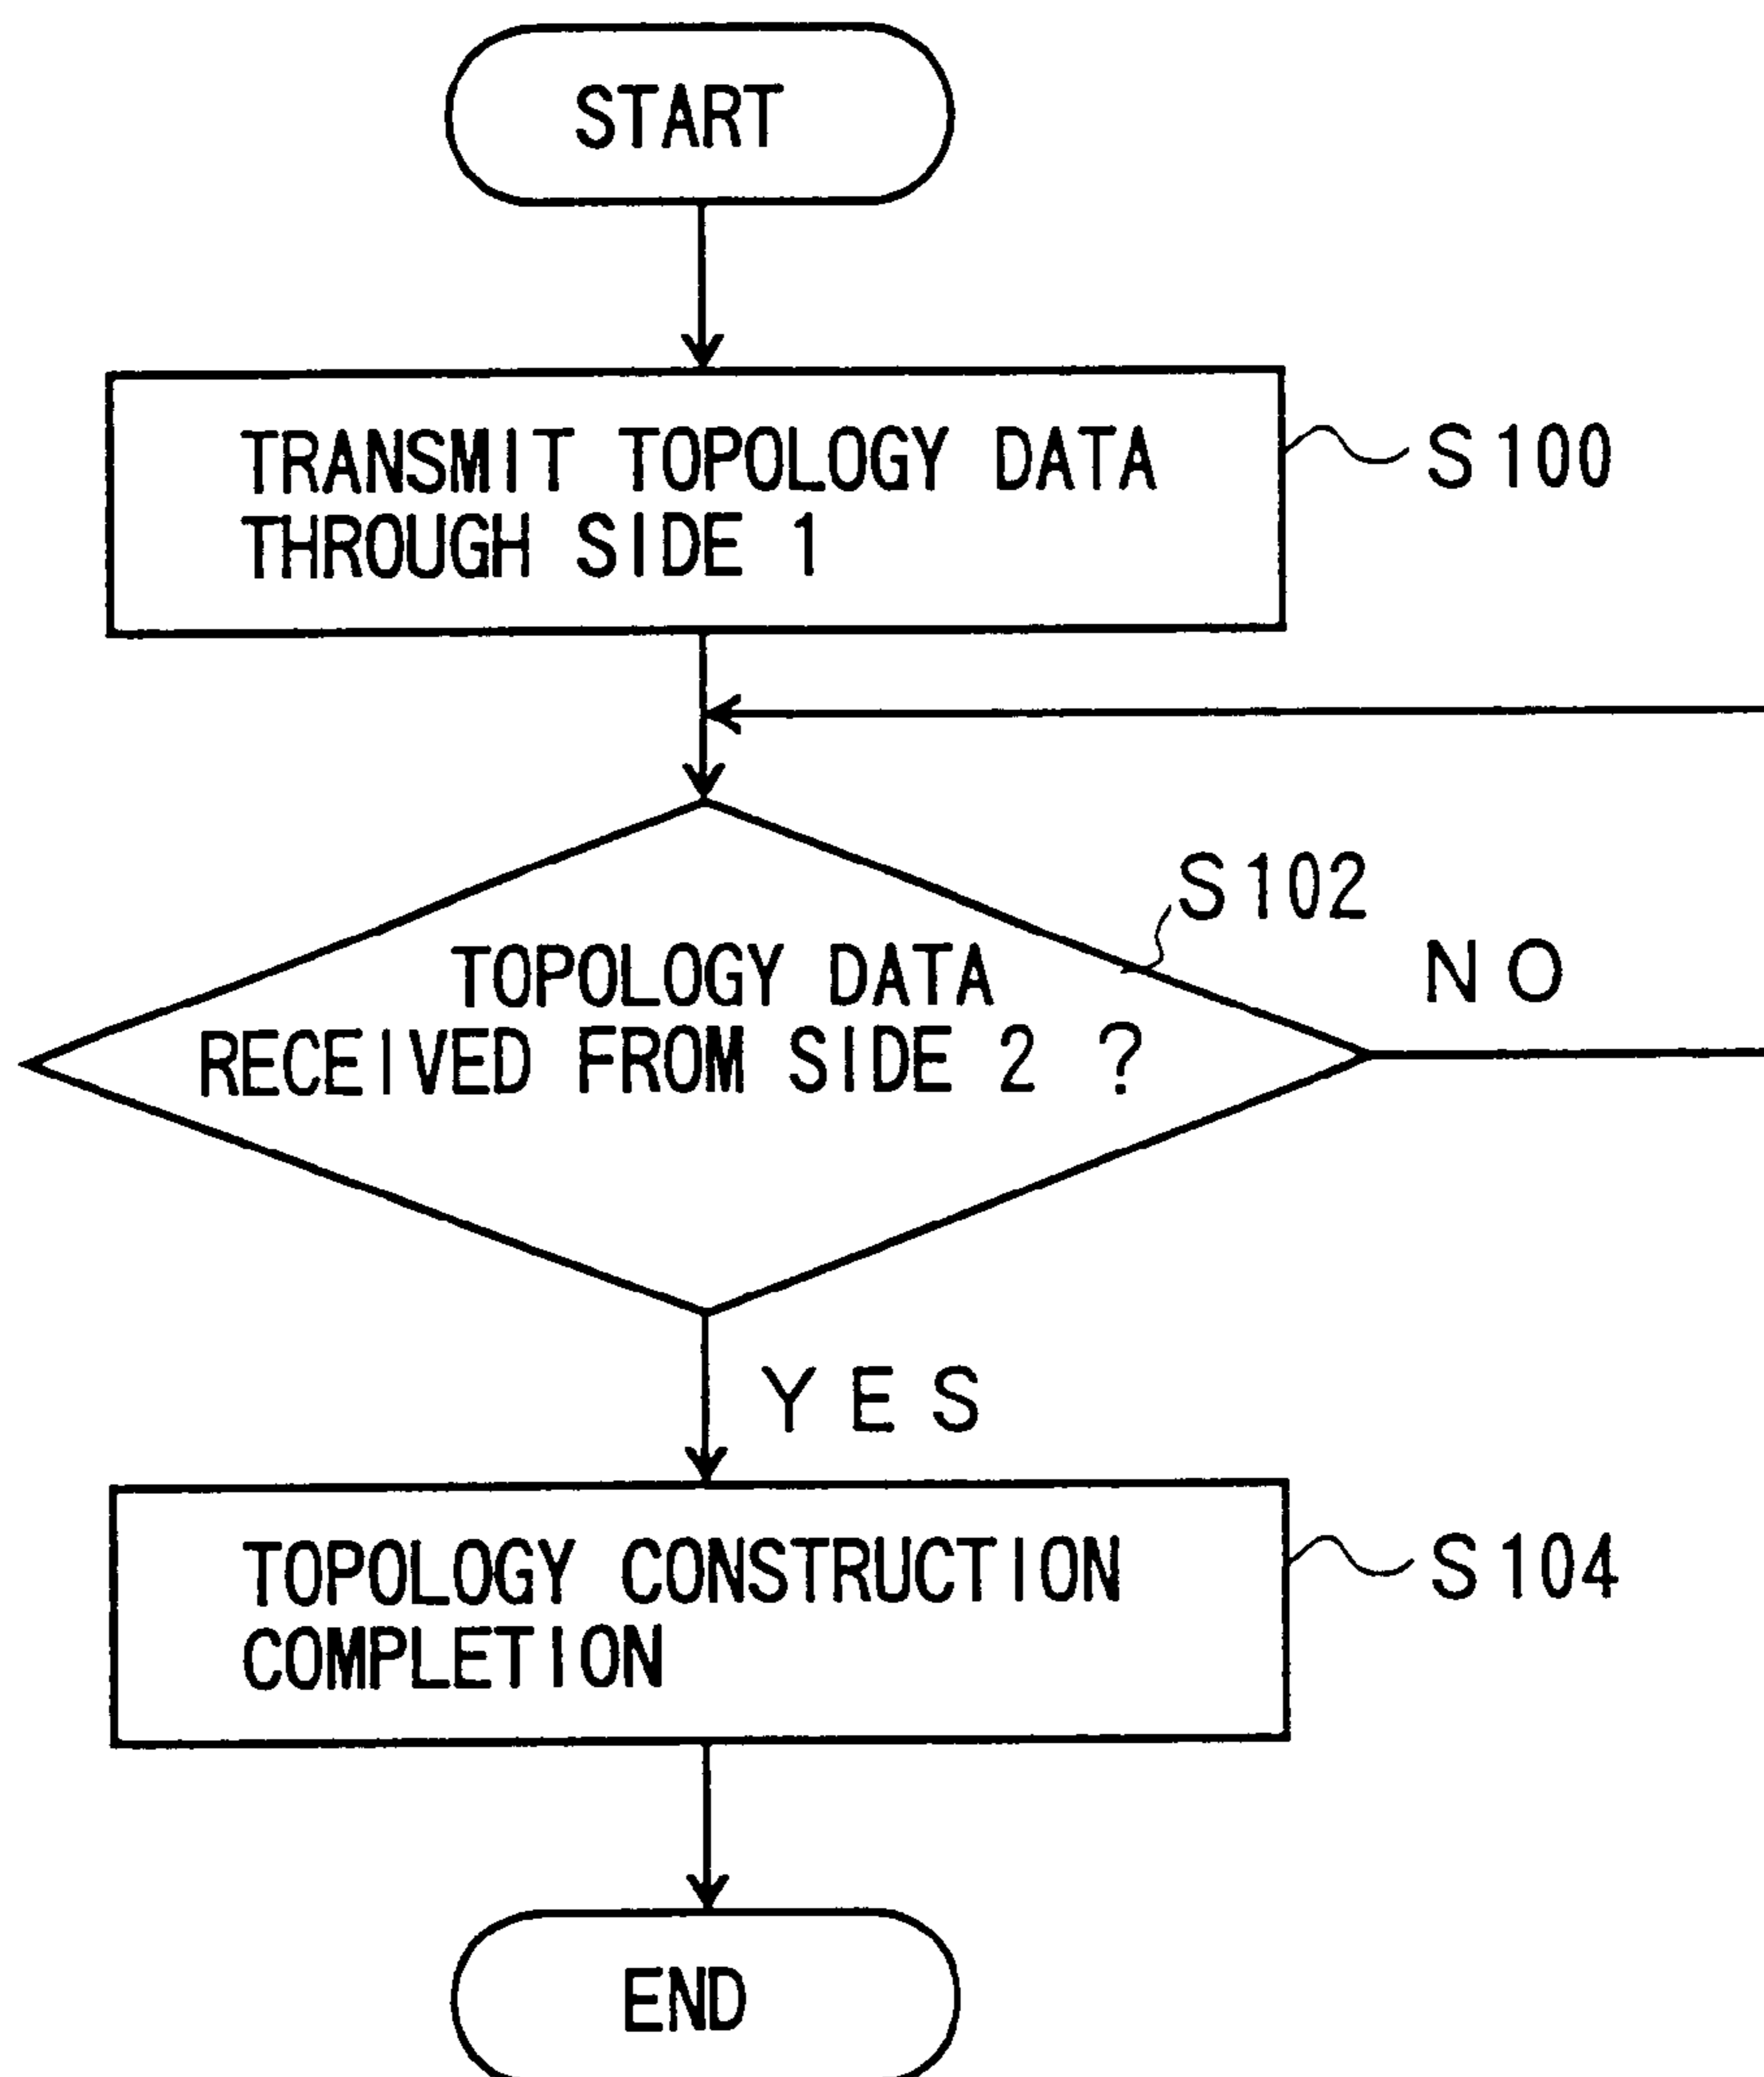 START
TRANSMIT TOPOLOGY DATA
THROUGH SIDE 1
S100
S102
TOPOLOGY DATA
RECEIVED FROM SIDE 2 ?
NO
YES
TOPOLOGY CONSTRUCTION
COMPLETION
S104
END